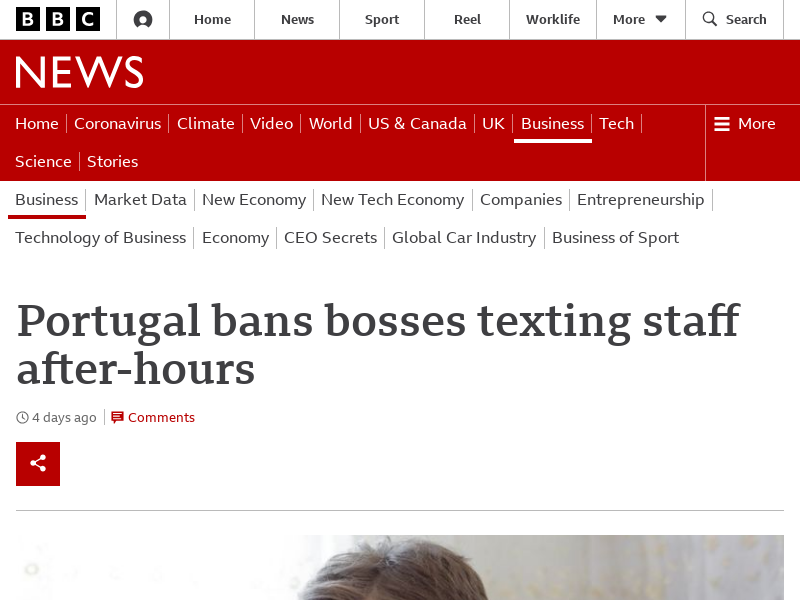 BBC Home News Sport Reel Worklife More Search
NEWS
Home Coronavirus Climate Video World US & Canada UK Business Tech More
Science Stories
Business Market Data New Economy New Tech Economy Companies Entrepreneurship
Technology of Business Economy CEO Secrets Global Car Industry Business of Sport
Portugal bans bosses texting staff
after-hours
4 days ago Comments